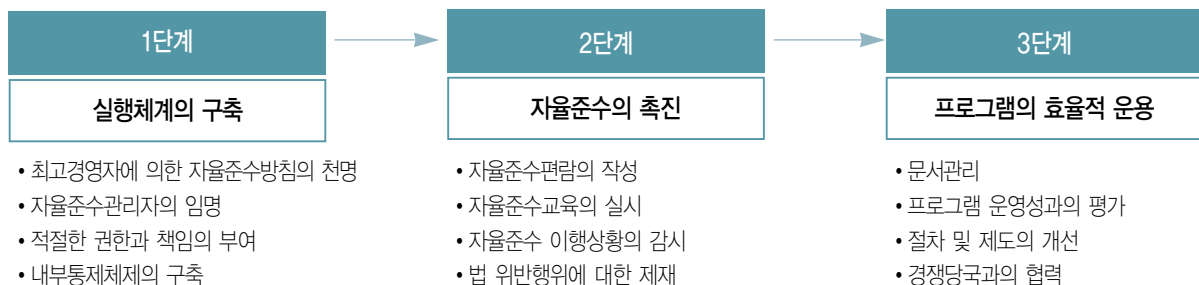 1단계
실행체계의 구축
• 최고경영자에 의한 자율준수방침의 천명
• 자율준수관리자의 임명
• 적절한 권한과 책임의 부여
• 내부통제체제의 구축
2단계
자율준수의 촉진
• 자율준수편람의 작성
• 자율준수교육의 실시
• 자율준수 이행상황의 감시
• 법 위반행위에 대한 제재
3단계
프로그램의 효율적 운용
• 문서관리
• 프로그램 운영성과의 평가
• 절차 및 제도의 개선
• 경쟁당국과의 협력